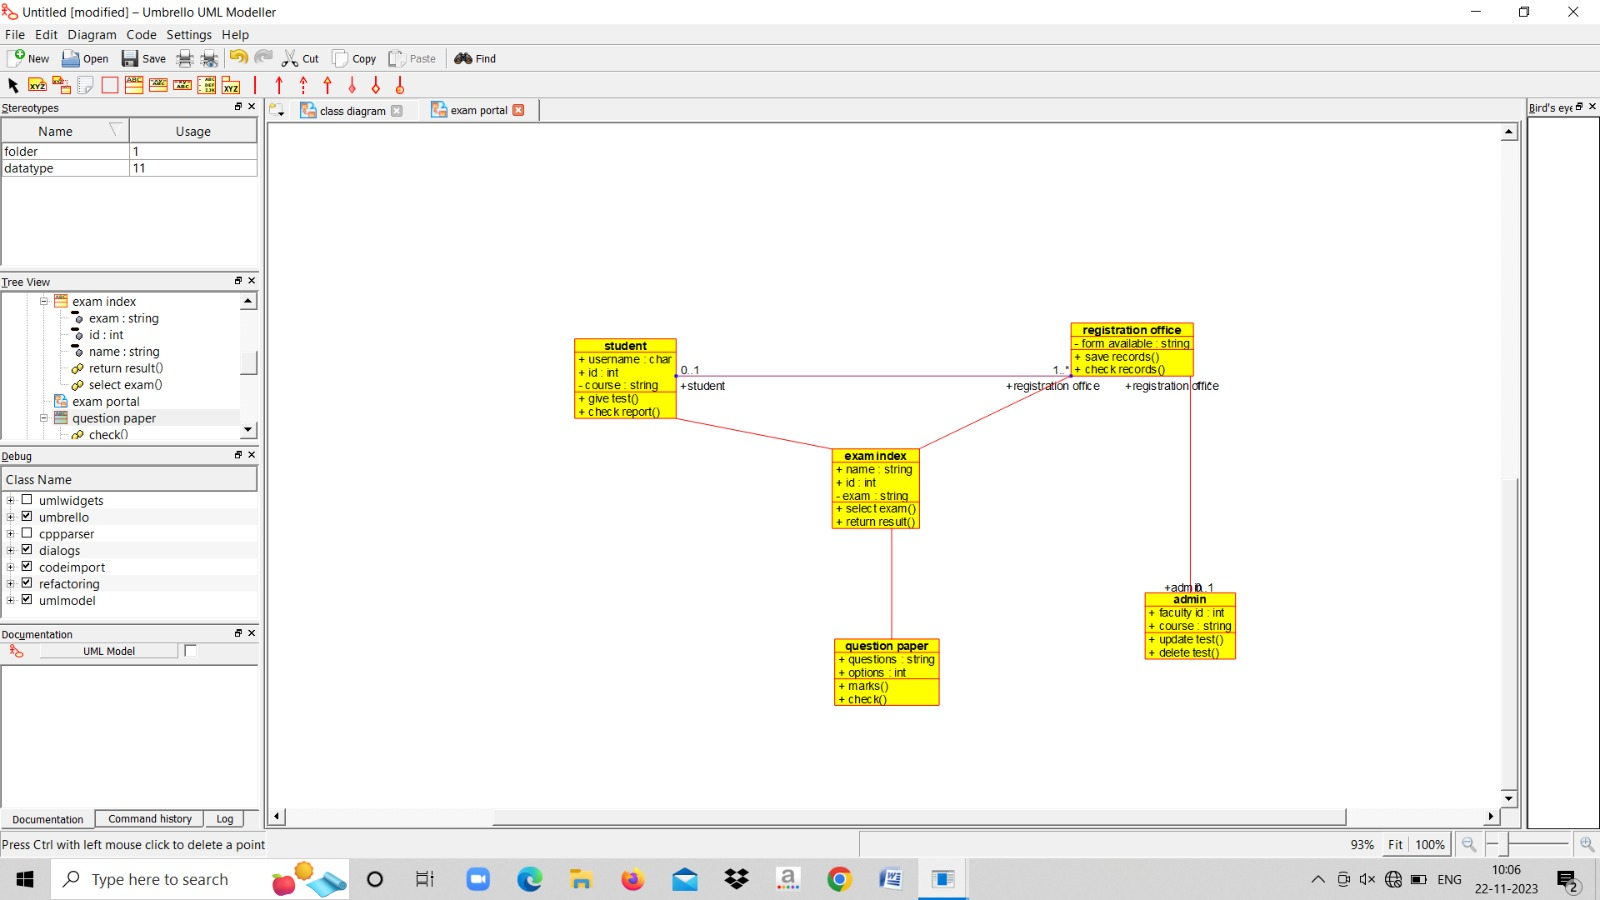 Untitled [modified] – Umbrello UML Modeller
File Edit Diagram Code Settings Help
New Open Save Cut Copy Paste Find
Stereotypes
Name Usage
folder 1
datatype 11
Tree View
exam index
exam : string
id : int
name : string
return result()
select exam()
exam portal
question paper
check()
Debug
Class Name
umlwidgets
umbrello
cppparser
dialogs
codeimport
refactoring
umlmodel
Documentation
UML Model
Documentation Command history Log
Press Ctrl with left mouse click to delete a point
class diagram exam portal
Bird's eye
student
+ username : char
+ id : int
- course : string
+ give test()
+ check report()
0..1
+student
1..*
+registration office
+registration office
registration office
- form available : string
+ save records()
+ check records()
exam index
+ name : string
+ id : int
- exam : string
+ select exam()
+ return result()
question paper
+ questions : string
+ options : int
+ marks()
+ check()
+admin
0..1
admin
+ faculty id : int
+ course : string
+ update test()
+ delete test()
93% Fit 100%
Type here to search
ENG
10:06
22-11-2023
2